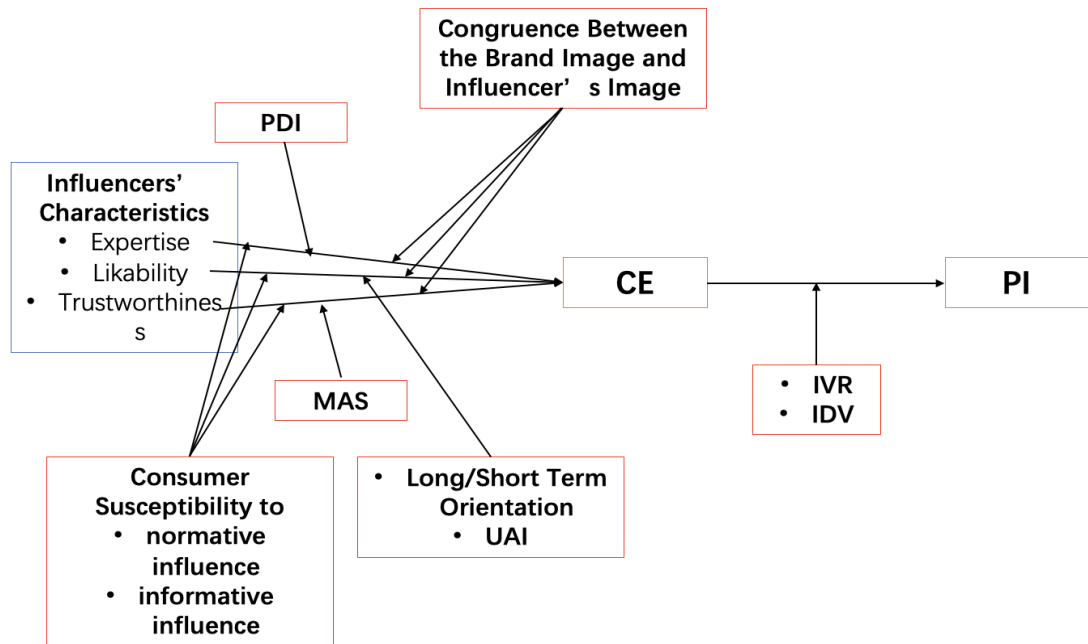 Congruence Between
the Brand Image and
Influencer’ s Image
PDI
Influencers’
Characteristics
• Expertise
• Likability
• Trustworthines
s
CE
PI
MAS
• IVR
• IDV
Consumer
Susceptibility to
• normative
influence
• informative
influence
• Long/Short Term
Orientation
• UAI